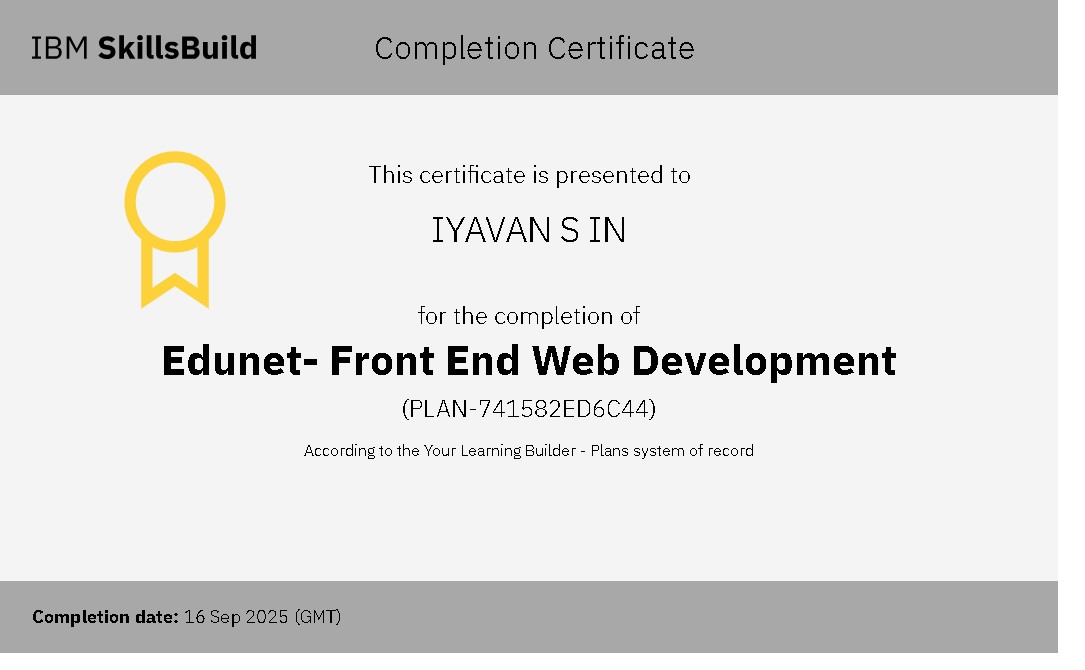 IBM SkillsBuild
Completion Certificate
This certificate is presented to
IYAVAN S IN
for the completion of
Edunet- Front End Web Development
(PLAN-741582ED6C44)
According to the Your Learning Builder - Plans system of record
Completion date: 16 Sep 2025 (GMT)